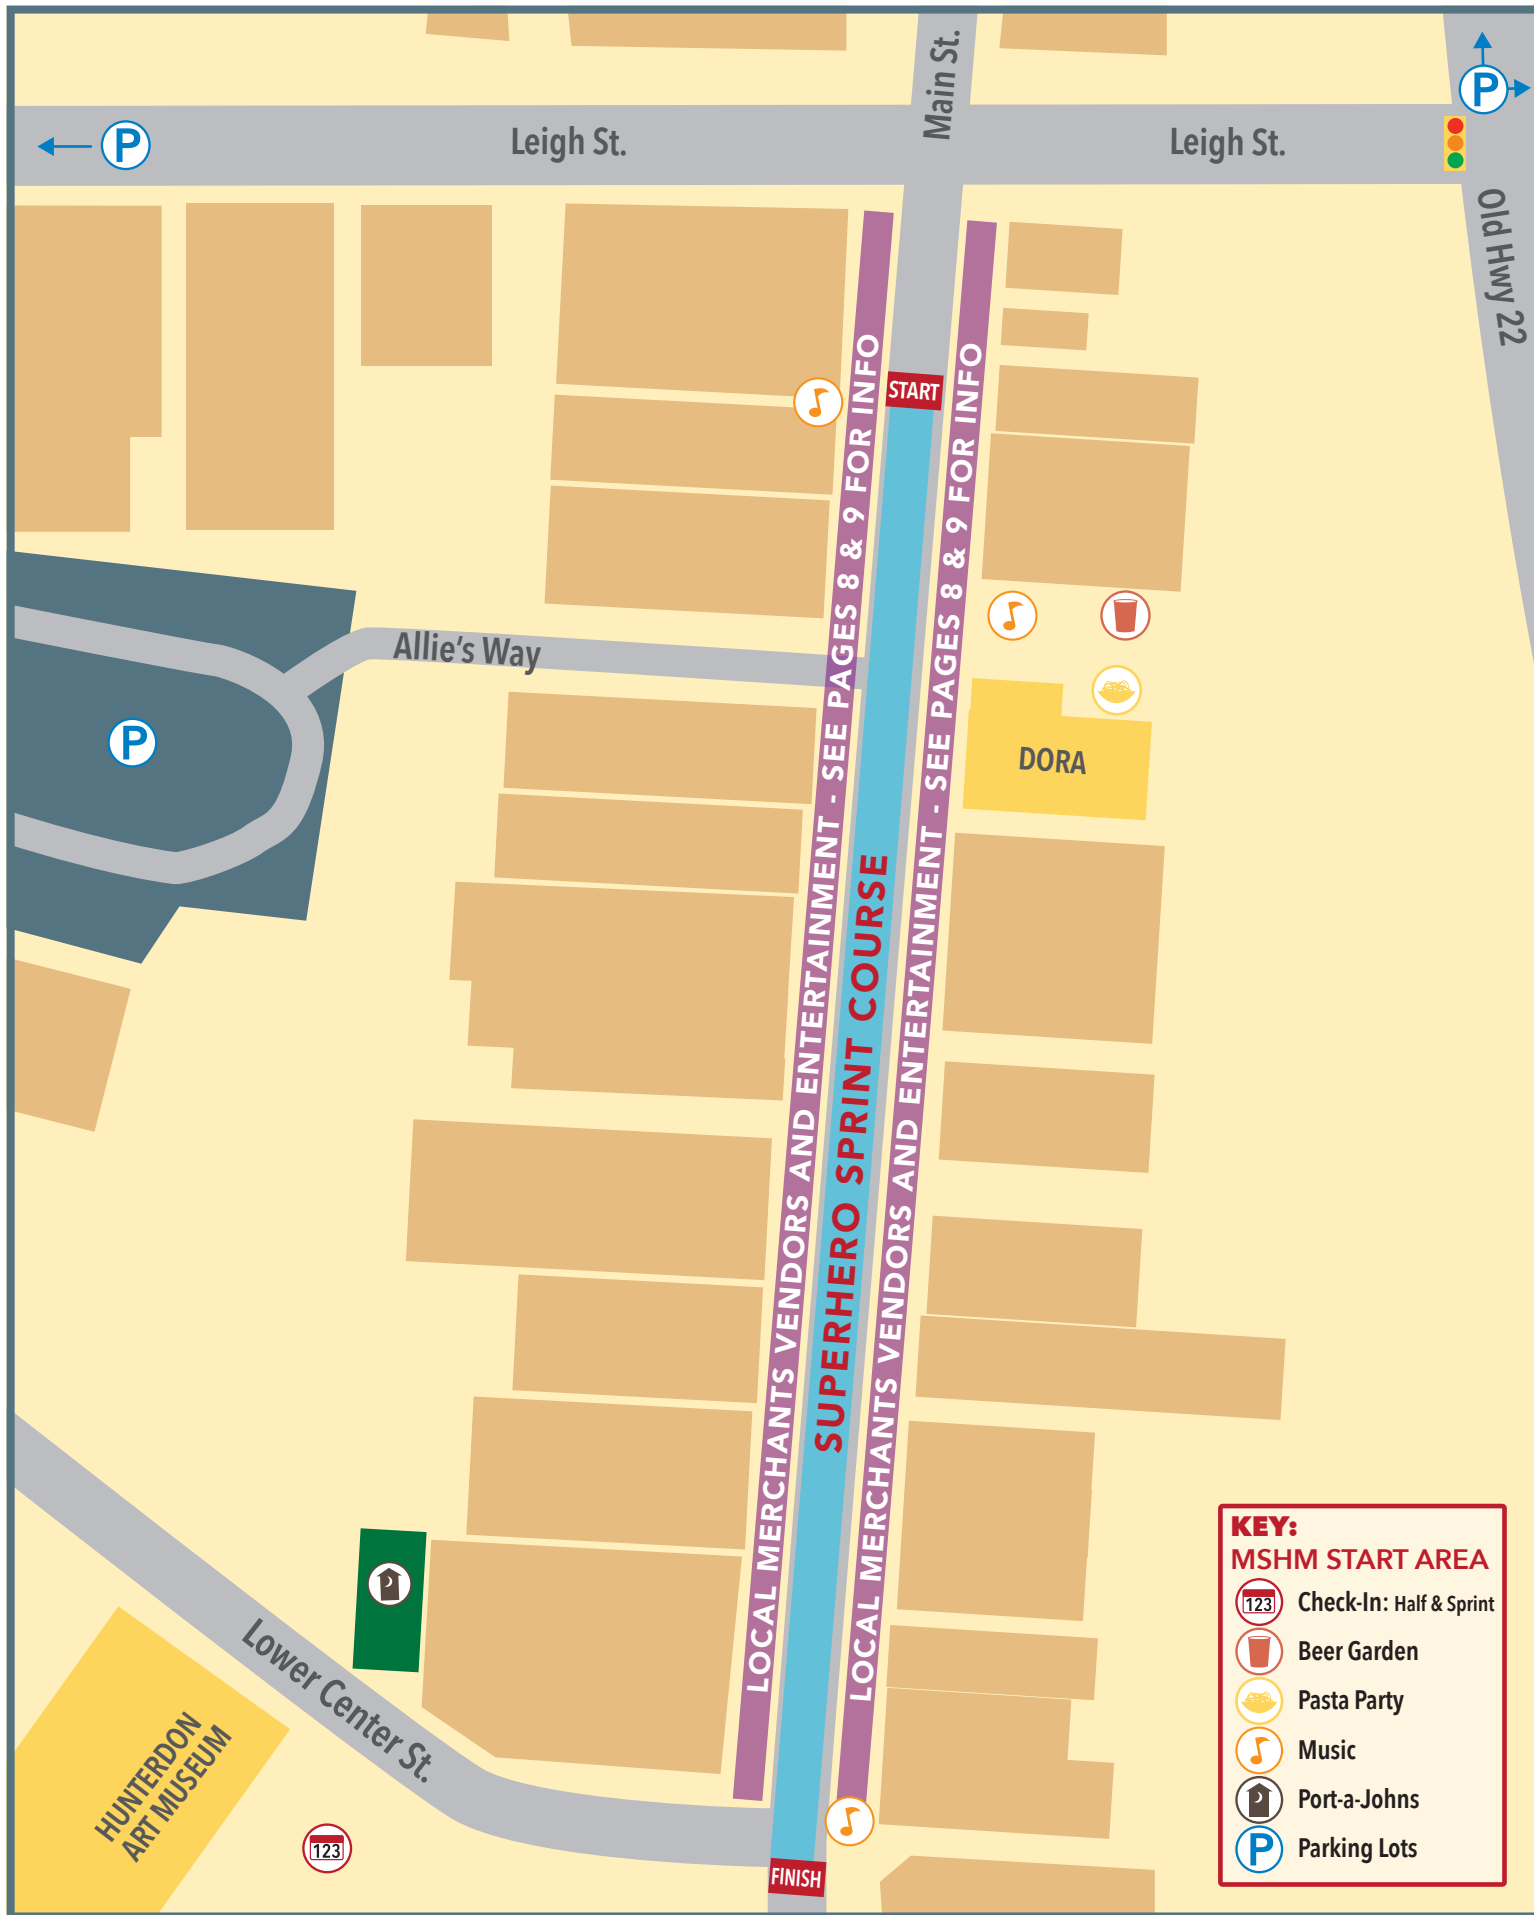 Main St.
P
P
Leigh St.
Leigh St.
Old Hwy 22
START
LOCAL MERCHANTS VENDORS AND ENTERTAINMENT - SEE PAGES 8 & 9 FOR INFO
LOCAL MERCHANTS VENDORS AND ENTERTAINMENT - SEE PAGES 8 & 9 FOR INFO
Allie's Way
P
DORA
SUPERHERO SPRINT COURSE
Lower Center St.
HUNTERDON
ART MUSEUM
123
FINISH
KEY:
MSHM START AREA
123 Check-In: Half & Sprint
Beer Garden
Pasta Party
Music
Port-a-Johns
P Parking Lots